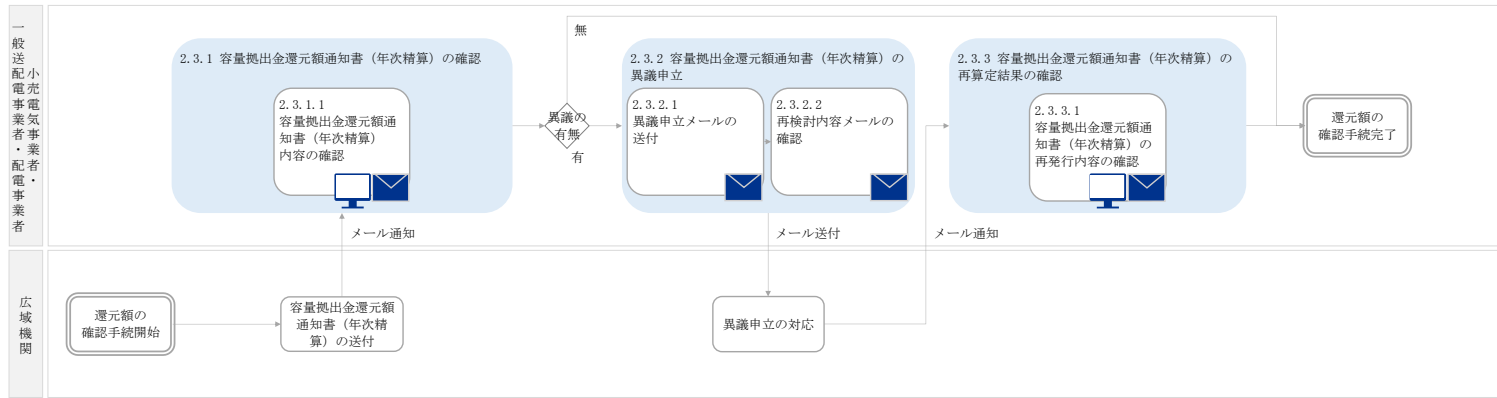 一般送配電事業者・配電事業者
小売電気事業者・
2.3.1 容量拠出金還元額通知書（年次精算）の確認
2.3.1.1
容量拠出金還元額通
知書（年次精算）
内容の確認
無
異議の
有無
有
2.3.2 容量拠出金還元額通知書（年次精算）の
異議申立
2.3.2.1
異議申立メールの
送付
2.3.2.2
再検討内容メールの
確認
2.3.3 容量拠出金還元額通知書（年次精算）の
再算定結果の確認
2.3.3.1
容量拠出金還元額通
知書（年次精算）の
再発行内容の確認
還元額の
確認手続完了
メール通知
メール送付
メール通知
広域機関
還元額の
確認手続開始
容量拠出金還元額
通知書（年次精
算）の送付
異議申立の対応